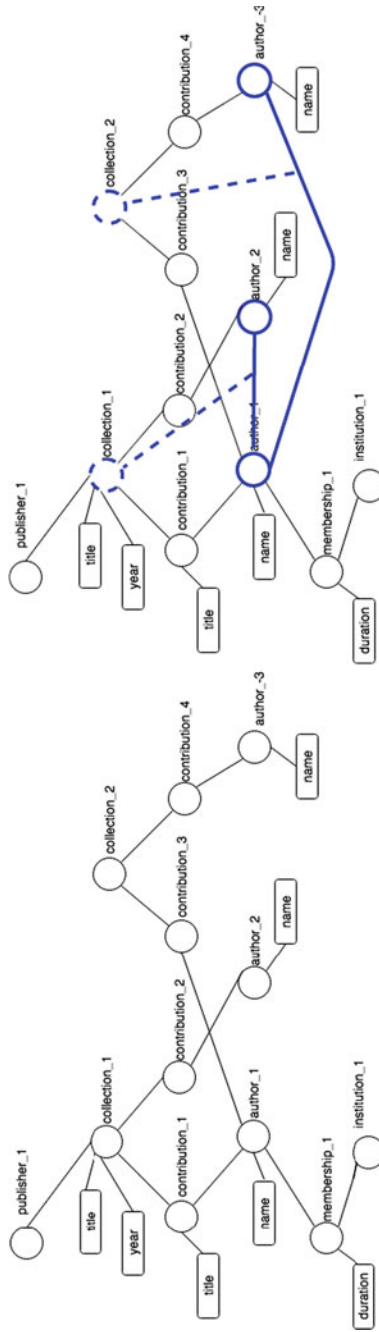 publisher_1
title
collection_1
year
contribution_1
contribution_2
title
name
author_1
author_2
name
collection_2
contribution_3
contribution_4
author_-3
name
membership_1
duration
institution_1
publisher_1
title
collection_1
year
contribution_1
contribution_2
title
name
author_1
author_2
name
collection_2
contribution_3
contribution_4
author_-3
name
membership_1
duration
institution_1